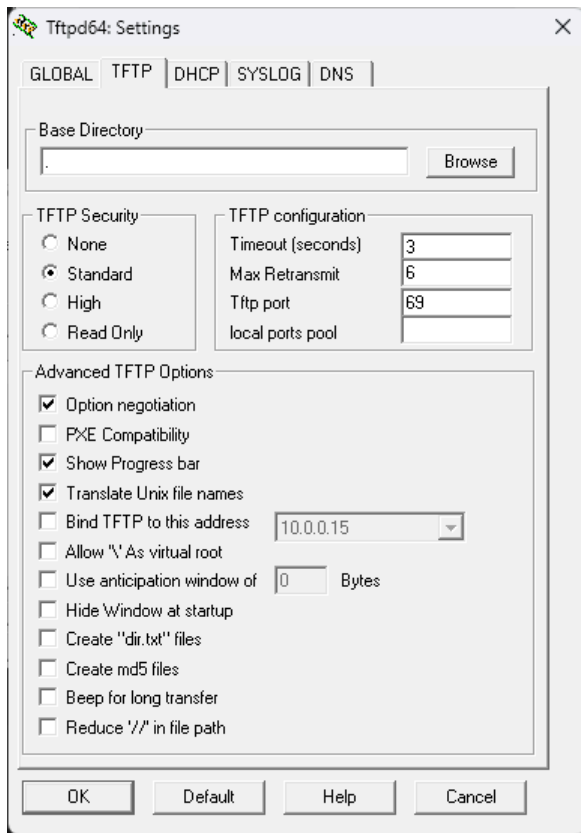 Tftpd64: Settings
GLOBAL TFTP DHCP SYSLOG DNS
Base Directory
.
Browse
TFTP Security
None
Standard
High
Read Only
TFTP configuration
Timeout (seconds) 3
Max Retransmit 6
Tftp port 69
local ports pool
Advanced TFTP Options
Option negotiation
PXE Compatibility
Show Progress bar
Translate Unix file names
Bind TFTP to this address 10.0.0.15
Allow '\' As virtual root
Use anticipation window of 0 Bytes
Hide Window at startup
Create "dir.txt" files
Create md5 files
Beep for long transfer
Reduce '//' in file path
OK Default Help Cancel